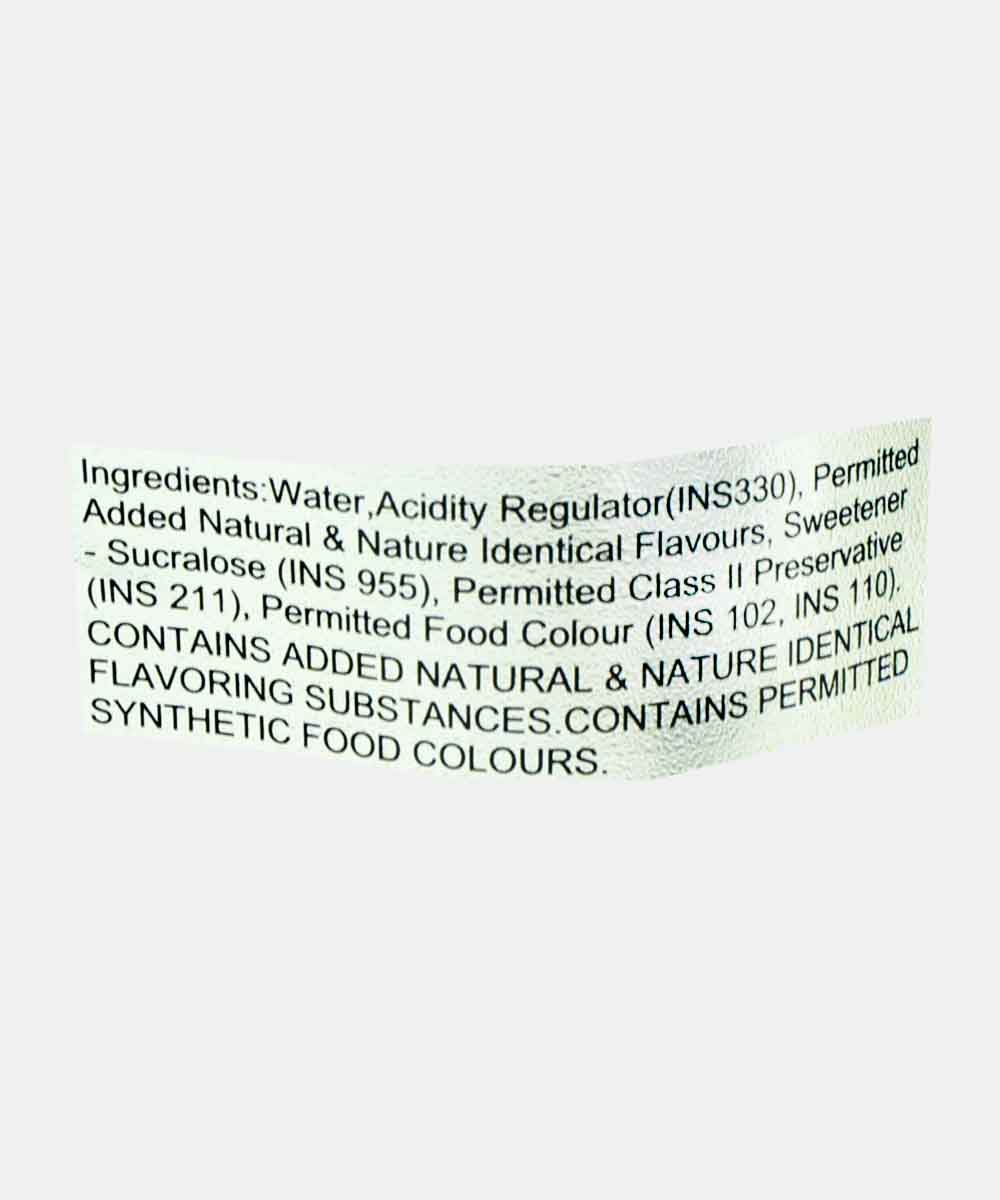 Ingredients:Water,Acidity Regulator(INS330), Permitted
Added Natural & Nature Identical Flavours, Sweetener
- Sucralose (INS 955), Permitted Class II Preservative
(INS 211), Permitted Food Colour (INS 102, INS 110).
CONTAINS ADDED NATURAL & NATURE IDENTICAL
FLAVORING SUBSTANCES.CONTAINS PERMITTED
SYNTHETIC FOOD COLOURS.